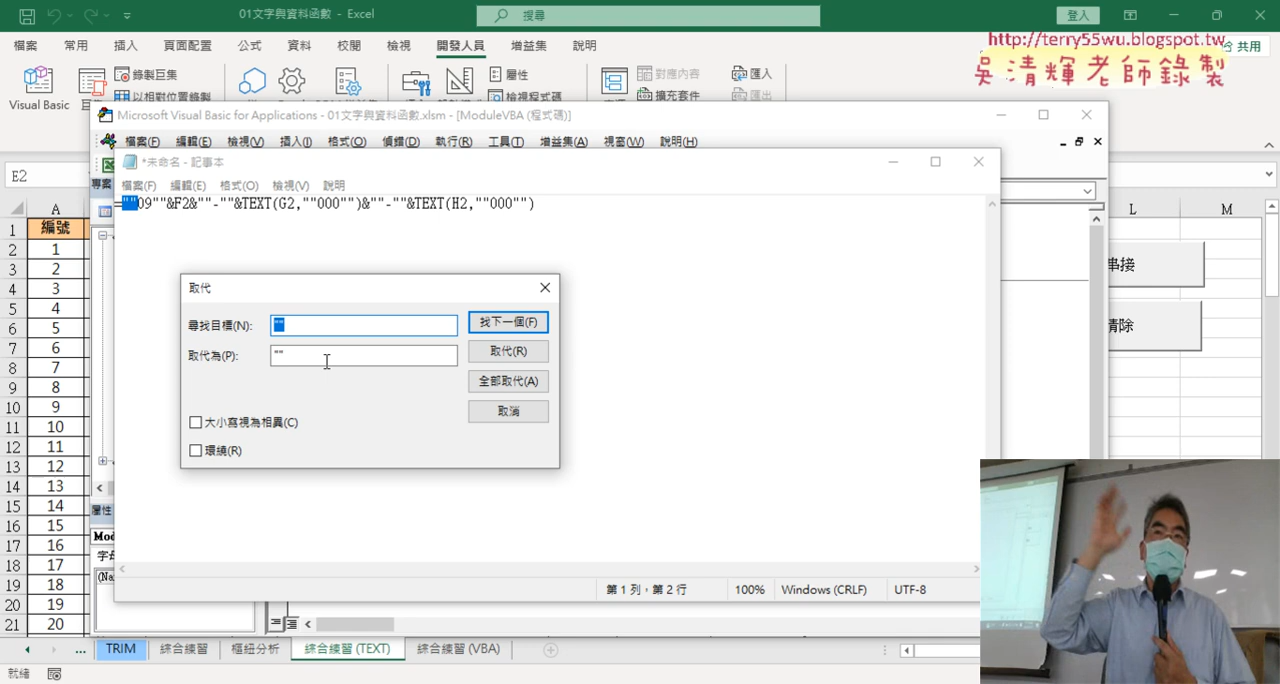 01文字與資料函數 - Excel
搜尋
登入
檔案 常用 插入 頁面配置 公式 資料 校閱 檢視 開發人員 增益集 說明
共用
http://terry55wu.blogspot.tw
吳清輝老師錄製
Visual Basic
錄製巨集
以相對位置錄製
屬性
檢視程式碼
對應內容
擴充套件
匯入
匯出
Microsoft Visual Basic for Applications - 01文字與資料函數.xlsm - [ModuleVBA (程式碼)]
檔案(F) 編輯(E) 檢視(V) 插入(I) 格式(O) 偵錯(D) 執行(R) 工具(T) 增益集(A) 視窗(W) 說明(H)
E2
*未命名 - 記事本
專案
檔案(F) 編輯(E) 格式(O) 檢視(V) 說明
=""09""&F2&""-""&TEXT(G2,""000"")&""-""&TEXT(H2,""000"")
A L M
1 編號
2 1
3 2
4 3
5 4
6 5
7 6
8 7
9 8
10 9
11 10
12 11
13 12
14 13
15 14
16 15
17 16
18 17
19 18
20 19
21 20
串接
清除
取代
尋找目標(N): ""
找下一個(F)
取代為(P): ""
取代(R)
全部取代(A)
取消
大小寫視為相異(C)
環繞(R)
屬性
第 1 列，第 2 行 100% Windows (CRLF) UTF-8
... TRIM 綜合練習 樞紐分析 綜合練習 (TEXT) 綜合練習 (VBA)
就緒